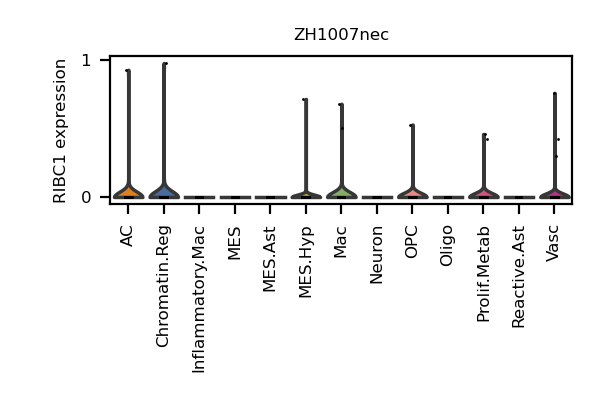 ZH1007nec
RIBC1 expression
1
0
AC
Chromatin.Reg
Inflammatory.Mac
MES
MES.Ast
MES.Hyp
Mac
Neuron
OPC
Oligo
Prolif.Metab
Reactive.Ast
Vasc